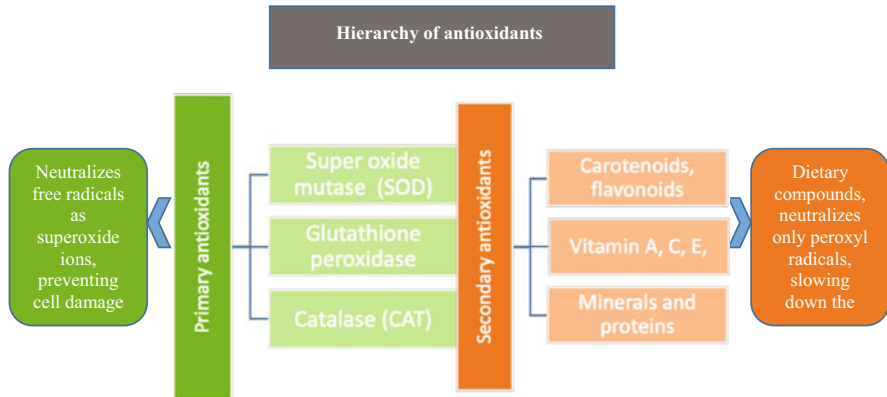 Hierarchy of antioxidants
Neutralizes
free radicals
as
superoxide
ions,
preventing
cell damage
Primary antioxidants
Super oxide
mutase (SOD)
Glutathione
peroxidase
Catalase (CAT)
Secondary antioxidants
Carotenoids,
flavonoids
Vitamin A, C, E,
Minerals and
proteins
Dietary
compounds,
neutralizes
only peroxyl
radicals,
slowing
down the